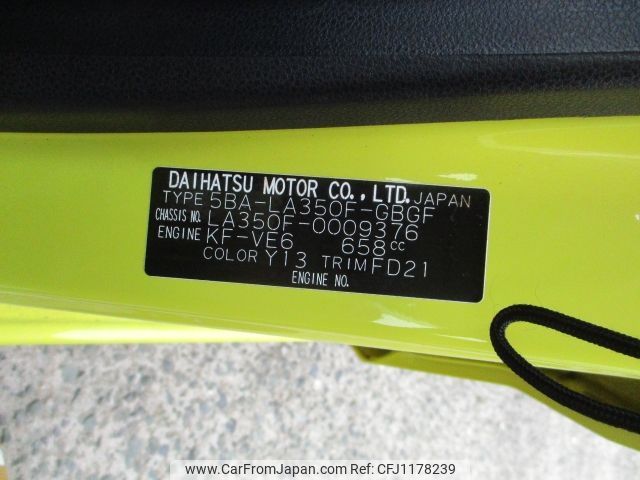 DAIHATSU MOTOR CO., LTD. JAPAN
TYPE 5BA-LA350F-GBGF
CHASSIS NO. LA350F-0009376
ENGINE KF-VE6 658cc
COLOR Y13 TRIM FD21
ENGINE NO.
www.CarFromJapan.com - CFJ1178239